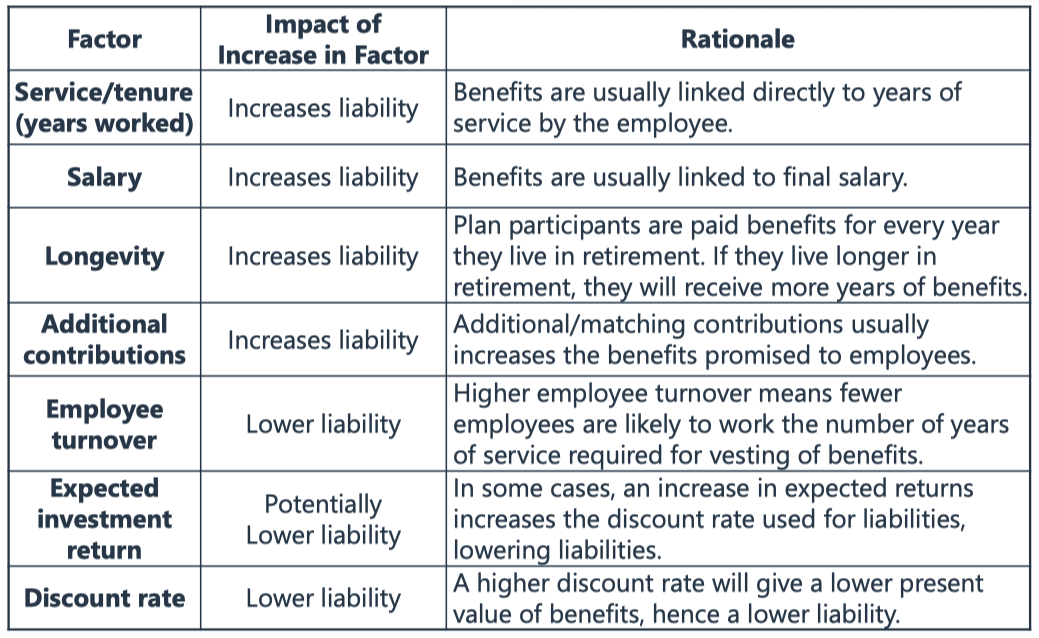 Factor
Impact of
Increase in Factor
Rationale
Service/tenure
(years worked)
Increases liability
Benefits are usually linked directly to years of
service by the employee.
Salary
Increases liability
Benefits are usually linked to final salary.
Longevity
Increases liability
Plan participants are paid benefits for every year
they live in retirement. If they live longer in
retirement, they will receive more years of benefits.
Additional
contributions
Increases liability
Additional/matching contributions usually
increases the benefits promised to employees.
Employee
turnover
Lower liability
Higher employee turnover means fewer
employees are likely to work the number of years
of service required for vesting of benefits.
Expected
investment
return
Potentially
Lower liability
In some cases, an increase in expected returns
increases the discount rate used for liabilities,
lowering liabilities.
Discount rate
Lower liability
A higher discount rate will give a lower present
value of benefits, hence a lower liability.